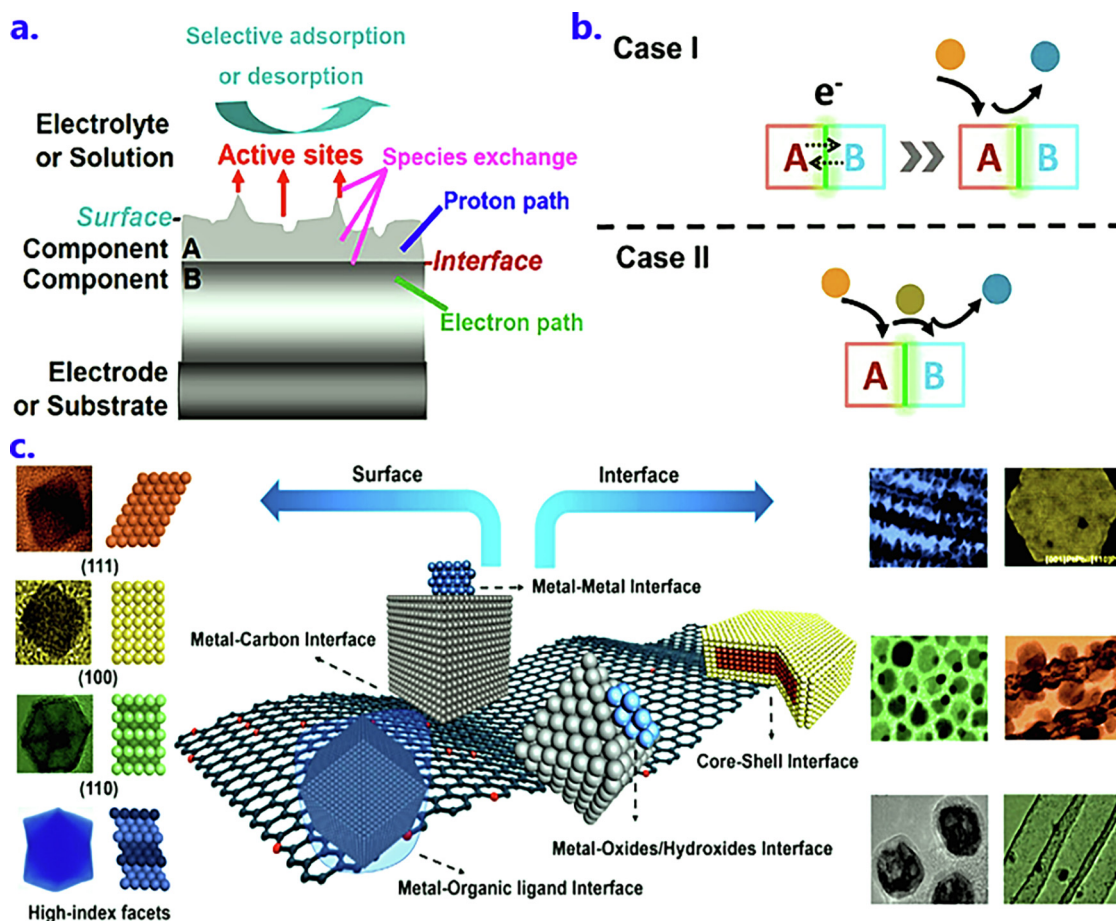 a.
Selective adsorption
or desorption
Electrolyte
or Solution
Active sites
Species exchange
Surface
Proton path
Component A
Interface
Component B
Electron path
Electrode
or Substrate
b.
Case I
e-
A
B
A
B
Case II
A
B
c.
Surface
Interface
(111)
Metal-Metal Interface
Metal-Carbon Interface
(100)
Core-Shell Interface
(110)
Metal-Oxides/Hydroxides Interface
Metal-Organic ligand Interface
High-index facets